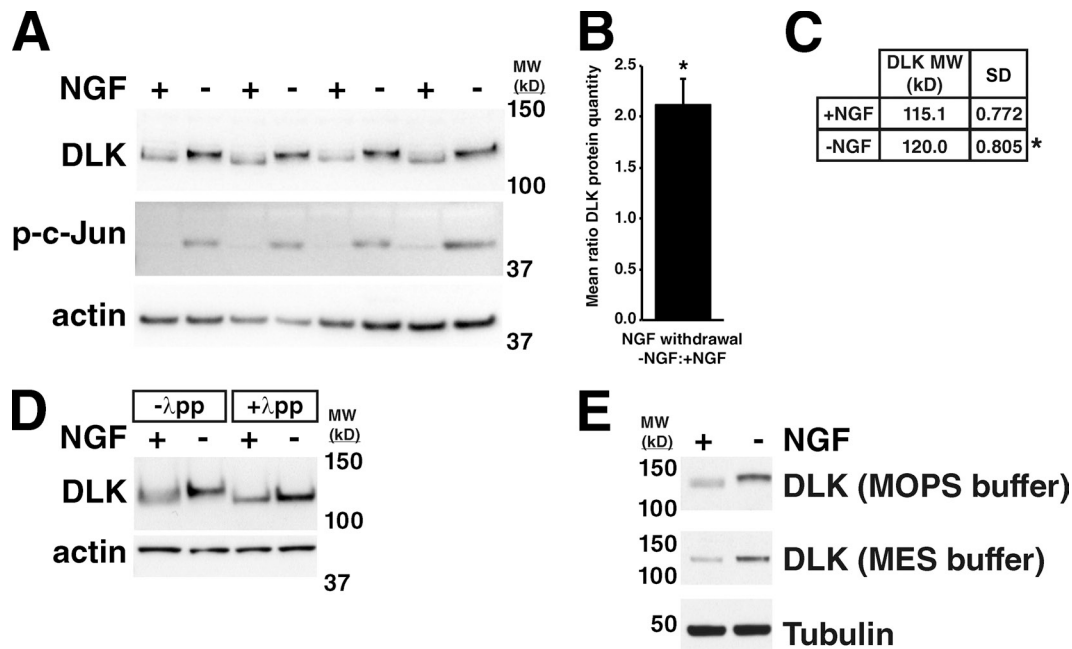 A
NGF + - + - + - + -
MW
(kD)
150
DLK
100
p-c-Jun
37
actin
37
B
Mean ratio DLK protein quantity
2.5
2.0
1.5
1.0
0.5
0.0
*
NGF withdrawal
-NGF:+NGF
C
DLK MW
(kD)
SD
+NGF 115.1 0.772
-NGF 120.0 0.805 *
D
-λpp +λpp
MW
(kD)
NGF + - + -
150
DLK
100
actin
37
E
MW
(kD)
+ - NGF
150
DLK (MOPS buffer)
100
150
DLK (MES buffer)
100
50
Tubulin